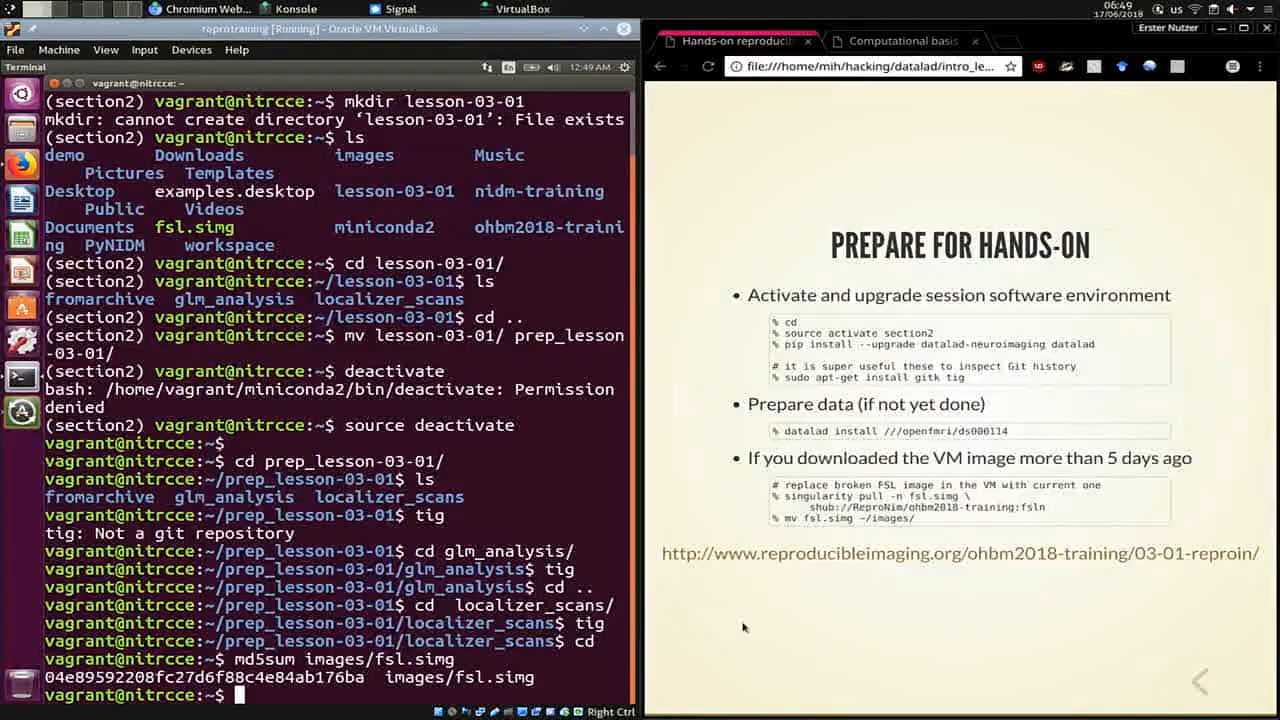 Chromium Web...
Konsole
Signal
VirtualBox
us
06:49
17/06/2018
reprotraining [Running] - Oracle VM VirtualBox
File Machine View Input Devices Help
Terminal
En
12:49 AM
vagrant@nitrcce: ~
(section2) vagrant@nitrcce:~$ mkdir lesson-03-01
mkdir: cannot create directory ‘lesson-03-01’: File exists
(section2) vagrant@nitrcce:~$ ls
demo Downloads images Music
Pictures Templates
Desktop examples.desktop lesson-03-01 nidm-training
Public Videos
Documents fsl.simg miniconda2 ohbm2018-traini
ng PyNIDM workspace
(section2) vagrant@nitrcce:~$ cd lesson-03-01/
(section2) vagrant@nitrcce:~/lesson-03-01$ ls
fromarchive glm_analysis localizer_scans
(section2) vagrant@nitrcce:~/lesson-03-01$ cd ..
(section2) vagrant@nitrcce:~$ mv lesson-03-01/ prep_lesson
-03-01/
(section2) vagrant@nitrcce:~$ deactivate
bash: /home/vagrant/miniconda2/bin/deactivate: Permission
denied
(section2) vagrant@nitrcce:~$ source deactivate
vagrant@nitrcce:~$
vagrant@nitrcce:~$ cd prep_lesson-03-01/
vagrant@nitrcce:~/prep_lesson-03-01$ ls
fromarchive glm_analysis localizer_scans
vagrant@nitrcce:~/prep_lesson-03-01$ tig
tig: Not a git repository
vagrant@nitrcce:~/prep_lesson-03-01$ cd glm_analysis/
vagrant@nitrcce:~/prep_lesson-03-01/glm_analysis$ tig
vagrant@nitrcce:~/prep_lesson-03-01/glm_analysis$ cd ..
vagrant@nitrcce:~/prep_lesson-03-01$ cd localizer_scans/
vagrant@nitrcce:~/prep_lesson-03-01/localizer_scans$ tig
vagrant@nitrcce:~/prep_lesson-03-01/localizer_scans$ cd
vagrant@nitrcce:~$ md5sum images/fsl.simg
04e89592208fc27d6f88c4e84ab176ba images/fsl.simg
vagrant@nitrcce:~$
Right Ctrl
Erster Nutzer
Hands-on reproducib
Computational basis
file:///home/mih/hacking/datalad/intro_le...
PREPARE FOR HANDS-ON
• Activate and upgrade session software environment
% cd
% source activate section2
% pip install --upgrade datalad-neuroimaging datalad
# it is super useful these to inspect Git history
% sudo apt-get install gitk tig
• Prepare data (if not yet done)
% datalad install ///openfmri/ds000114
• If you downloaded the VM image more than 5 days ago
# replace broken FSL image in the VM with current one
% singularity pull -n fsl.simg \
shub://ReproNim/ohbm2018-training:fsln
% mv fsl.simg ~/images/
http://www.reproducibleimaging.org/ohbm2018-training/03-01-reproin/